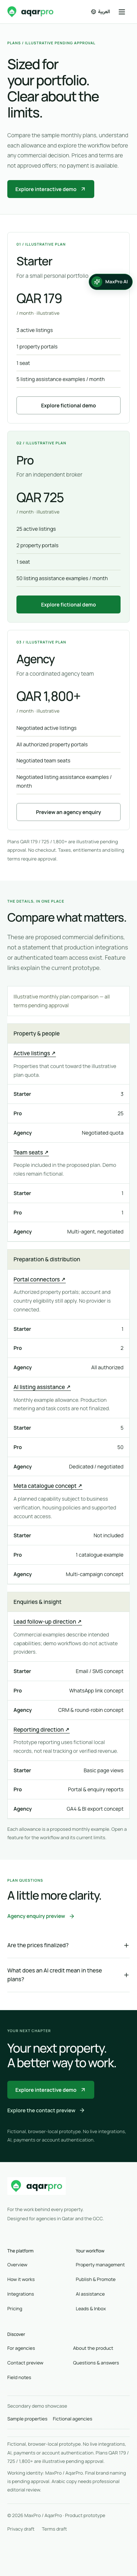 aqarpro
العربية
PLANS / ILLUSTRATIVE PENDING APPROVAL
Sized for
your portfolio.
Clear about the
limits.
Compare the sample monthly plans, understand
each allowance and explore the workflow before
any commercial decision. Prices and terms are
not approved offers; no payment is available.
Explore interactive demo
01 / ILLUSTRATIVE PLAN
Starter
For a small personal portfolio
MaxPro AI
QAR 179
/ month · illustrative
3 active listings
1 property portals
1 seat
5 listing assistance examples / month
Explore fictional demo
02 / ILLUSTRATIVE PLAN
Pro
For an independent broker
QAR 725
/ month · illustrative
25 active listings
2 property portals
1 seat
50 listing assistance examples / month
Explore fictional demo
03 / ILLUSTRATIVE PLAN
Agency
For a coordinated agency team
QAR 1,800+
/ month · illustrative
Negotiated active listings
All authorized property portals
Negotiated team seats
Negotiated listing assistance examples /
month
Preview an agency enquiry
Plans QAR 179 / 725 / 1,800+ are illustrative pending
approval. No checkout. Taxes, entitlements and billing
terms require approval.
THE DETAILS, IN ONE PLACE
Compare what matters.
These are proposed commercial definitions,
not a statement that production integrations
or authenticated team access exist. Feature
links explain the current prototype.
Illustrative monthly plan comparison — all
terms pending approval
Property & people
Active listings ↗
Properties that count toward the illustrative
plan quota.
Starter 3
Pro 25
Agency Negotiated quota
Team seats ↗
People included in the proposed plan. Demo
roles remain fictional.
Starter 1
Pro 1
Agency Multi-agent, negotiated
Preparation & distribution
Portal connectors ↗
Authorized property portals; account and
country eligibility still apply. No provider is
connected.
Starter 1
Pro 2
Agency All authorized
AI listing assistance ↗
Monthly example allowance. Production
metering and task costs are not finalized.
Starter 5
Pro 50
Agency Dedicated / negotiated
Meta catalogue concept ↗
A planned capability subject to business
verification, housing policies and supported
account access.
Starter Not included
Pro 1 catalogue example
Agency Multi-campaign concept
Enquiries & insight
Lead follow-up direction ↗
Commercial examples describe intended
capabilities; demo workflows do not activate
providers.
Starter Email / SMS concept
Pro WhatsApp link concept
Agency CRM & round-robin concept
Reporting direction ↗
Prototype reporting uses fictional local
records, not real tracking or verified revenue.
Starter Basic page views
Pro Portal & enquiry reports
Agency GA4 & BI export concept
Each allowance is a proposed monthly example. Open a
feature for the workflow and its current limits.
PLAN QUESTIONS
A little more clarity.
Agency enquiry preview →
Are the prices finalized? +
What does an AI credit mean in these
plans? +
YOUR NEXT CHAPTER
Your next property.
A better way to work.
Explore interactive demo
Explore the contact preview →
Fictional, browser-local prototype. No live integrations,
AI, payments or account authentication.
aqarpro
For the work behind every property.
Designed for agencies in Qatar and the GCC.
The platform
Overview
How it works
Integrations
Pricing
Your workflow
Property management
Publish & Promote
AI assistance
Leads & Inbox
Discover
For agencies
Contact preview
Field notes
About the product
Questions & answers
Secondary demo showcase
Sample properties Fictional agencies
Fictional, browser-local prototype. No live integrations,
AI, payments or account authentication. Plans QAR 179 /
725 / 1,800+ are illustrative pending approval.
Working identity: MaxPro / AqarPro. Final brand naming
is pending approval. Arabic copy needs professional
editorial review.
© 2026 MaxPro / AqarPro · Product prototype
Privacy draft Terms draft